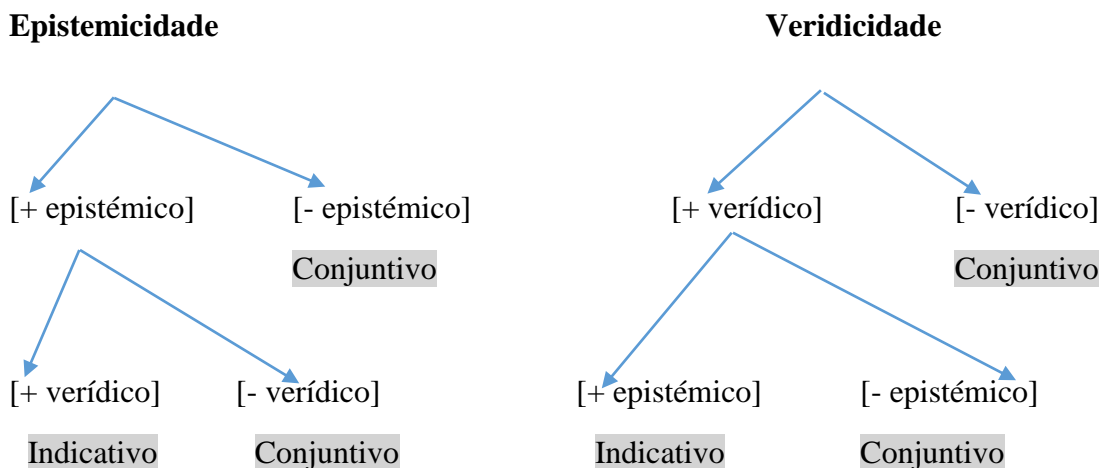 Epistemicidade Veridicidade
[+ epistémico] [- epistémico] [+ verídico] [- verídico]
Conjuntivo Conjuntivo
[+ verídico] [- verídico] [+ epistémico] [- epistémico]
Indicativo Conjuntivo Indicativo Conjuntivo